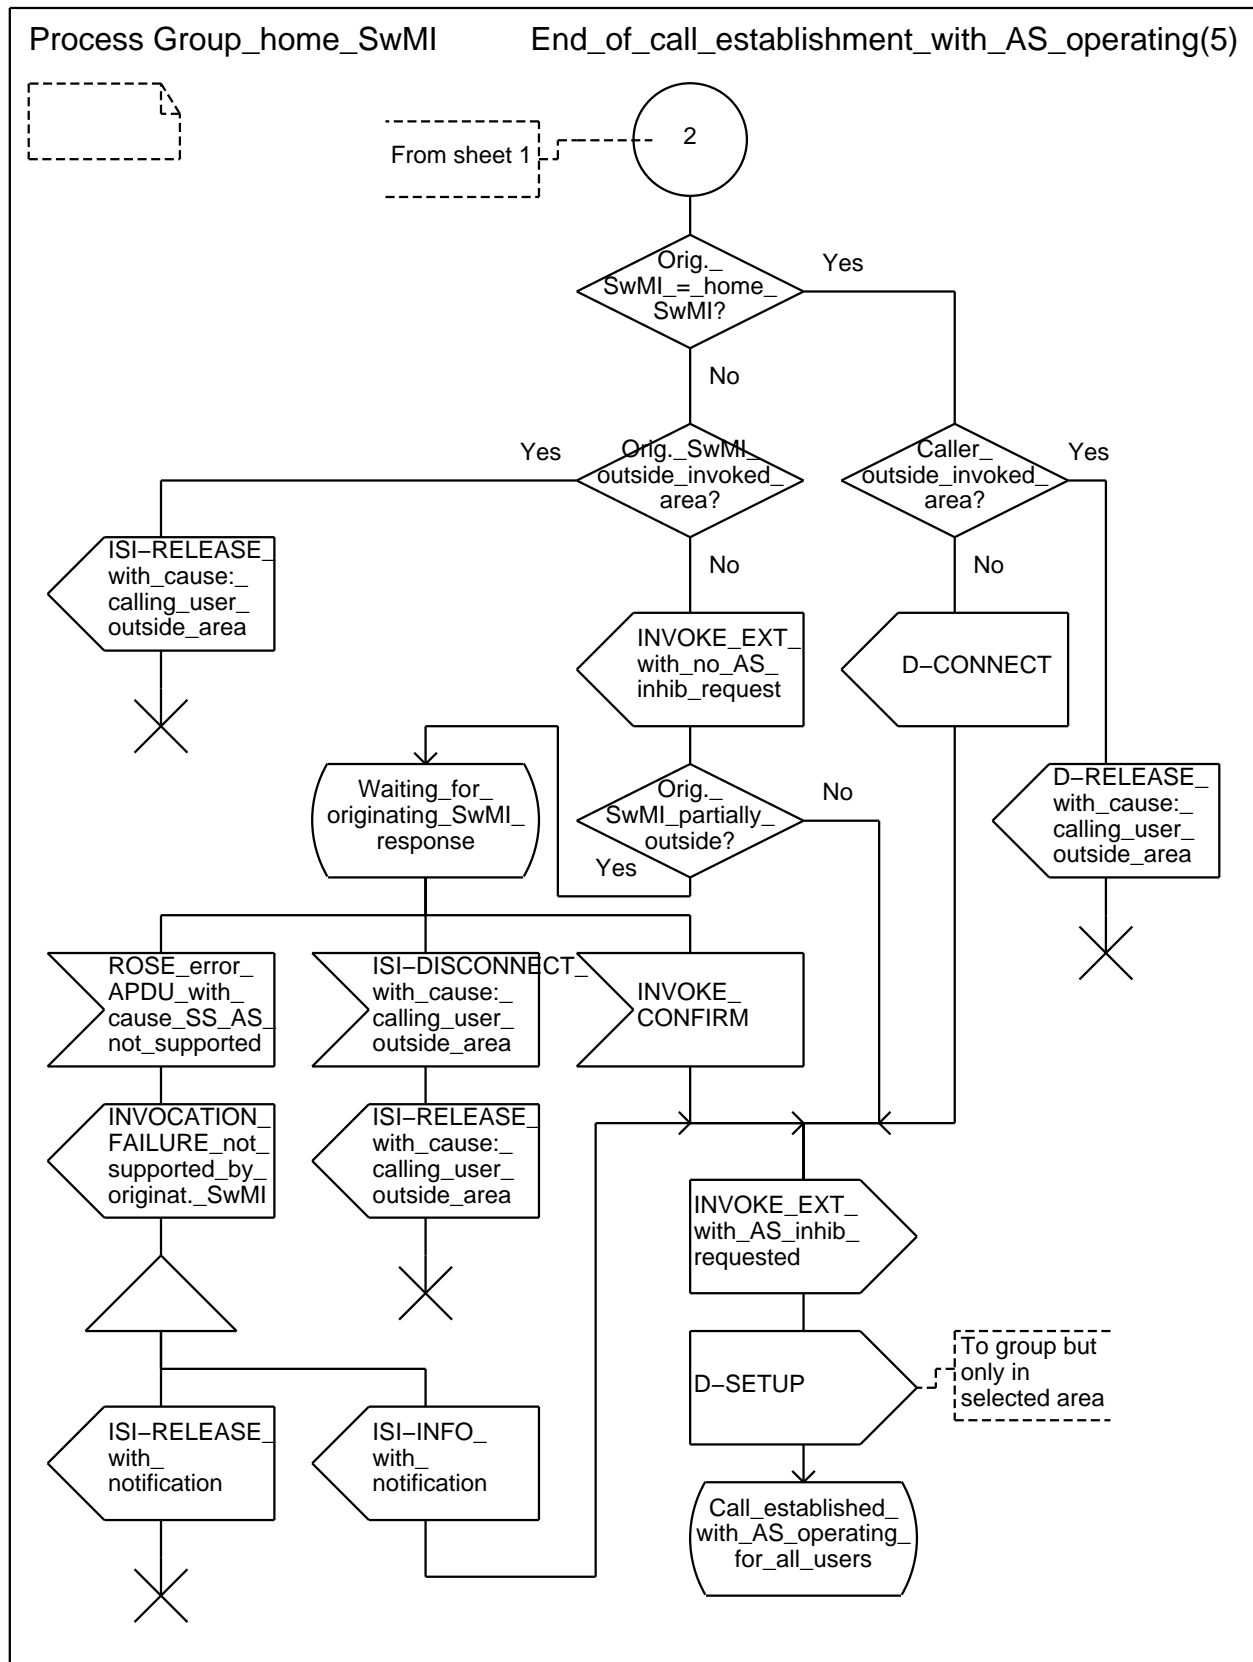 Process Group_home_SwMI
End_of_call_establishment_with_AS_operating(5)
From sheet 1
2
Orig._
SwMI_=_home_
SwMI?
Yes
No
Yes
Orig._SwMI_
outside_invoked_
area?
Caller_
outside_invoked_
area?
Yes
ISI−RELEASE_
with_cause:_
calling_user_
outside_area
No
No
INVOKE_EXT_
with_no_AS_
inhib_request
D−CONNECT
Waiting_for_
originating_SwMI_
response
Orig._
SwMI_partially_
outside?
No
Yes
D−RELEASE_
with_cause:_
calling_user_
outside_area
ROSE_error_
APDU_with_
cause_SS_AS_
not_supported
ISI−DISCONNECT_
with_cause:_
calling_user_
outside_area
INVOKE_
CONFIRM
INVOCATION_
FAILURE_not_
supported_by_
originat._SwMI
ISI−RELEASE_
with_cause:_
calling_user_
outside_area
INVOKE_EXT_
with_AS_inhib_
requested
D−SETUP
To group but
only in
selected area
ISI−RELEASE_
with_
notification
ISI−INFO_
with_
notification
Call_established_
with_AS_operating_
for_all_users